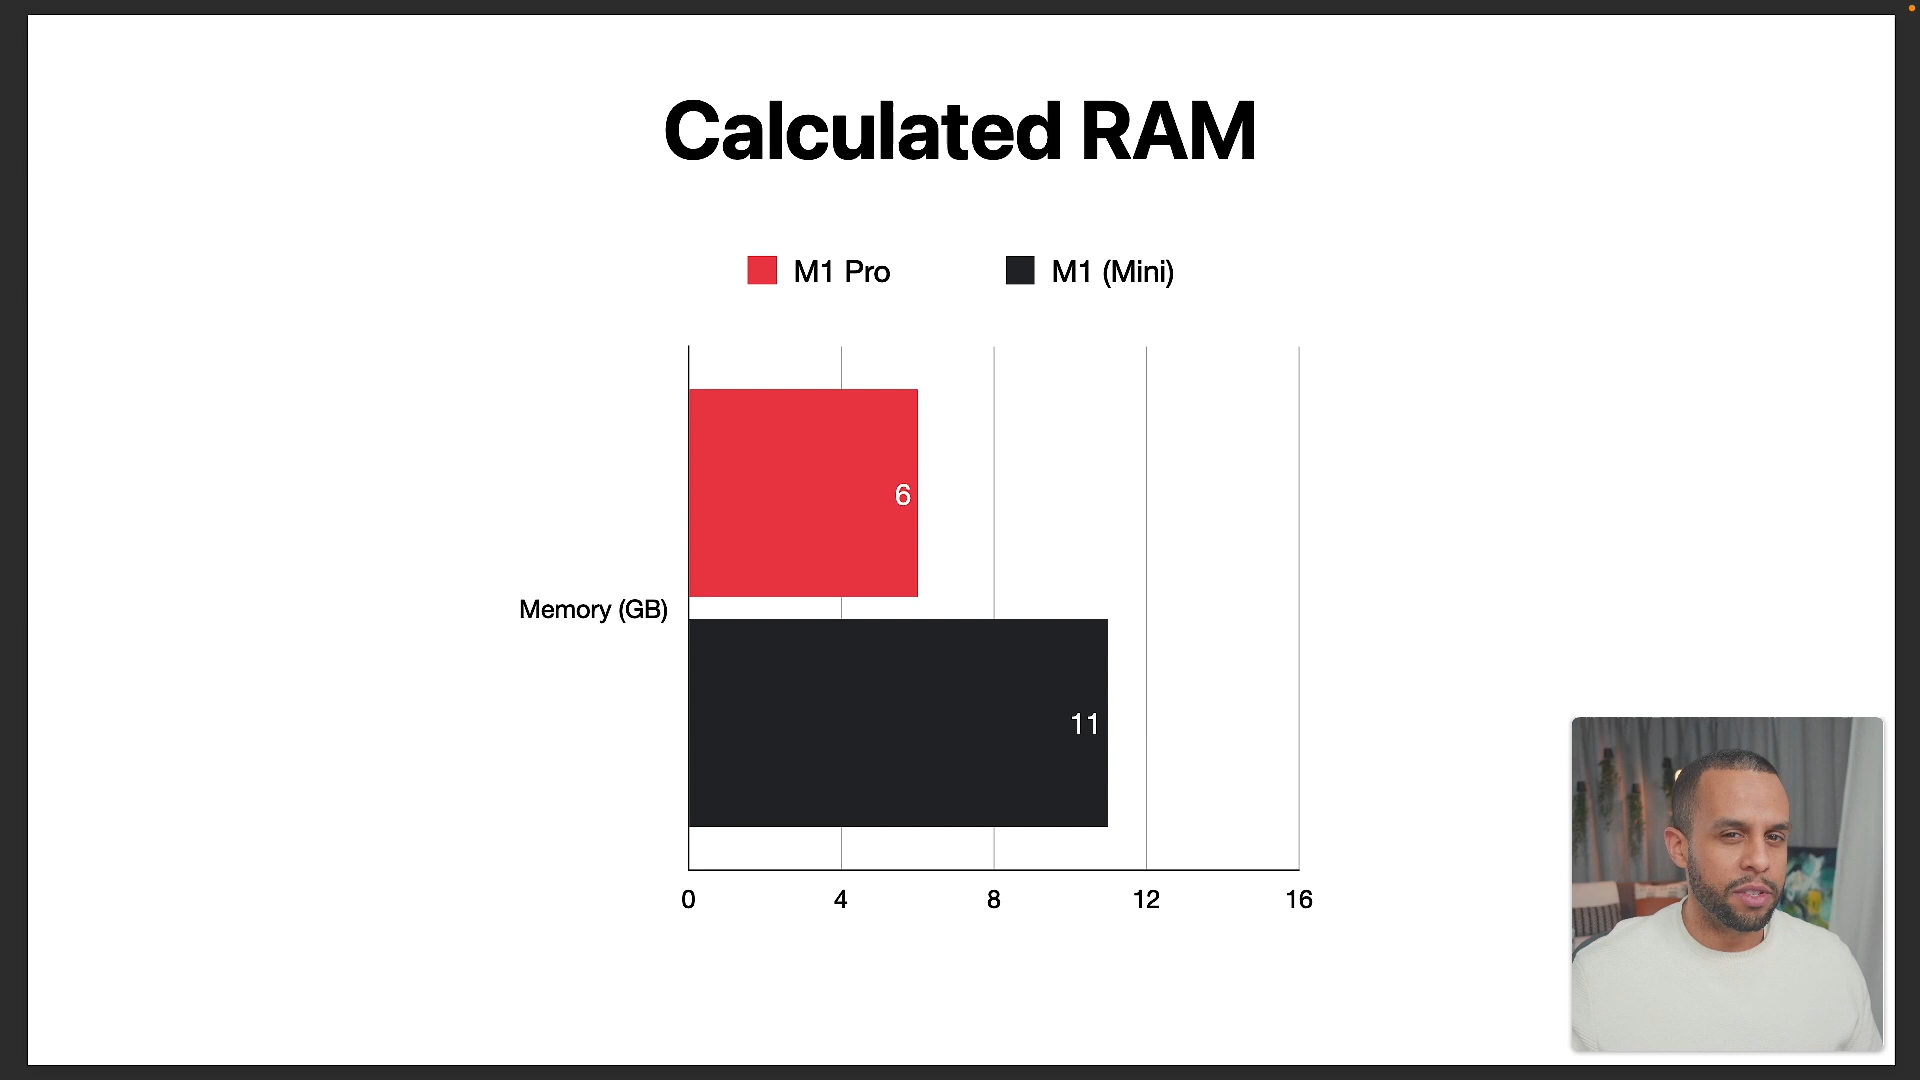 Calculated RAM
M1 Pro
M1 (Mini)
6
Memory (GB)
11
0 4 8 12 16